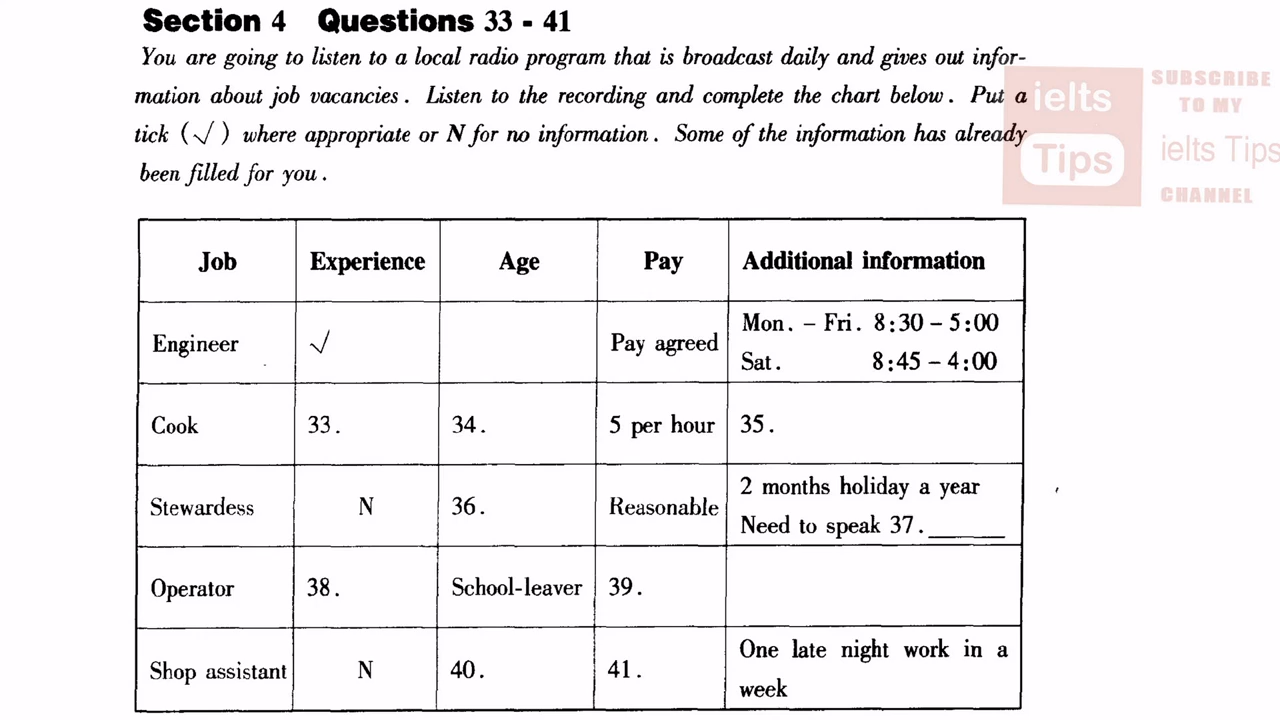 Section 4 Questions 33 - 41
You are going to listen to a local radio program that is broadcast daily and gives out infor-
mation about job vacancies. Listen to the recording and complete the chart below. Put a
tick (√) where appropriate or N for no information. Some of the information has already
been filled for you.
ielts
Tips
SUBSCRIBE
TO MY
ielts Tips
CHANNEL
Job Experience Age Pay Additional information
Engineer √ Pay agreed Mon. – Fri. 8:30 – 5:00
Sat. 8:45 – 4:00
Cook 33. 34. 5 per hour 35.
Stewardess N 36. Reasonable 2 months holiday a year
Need to speak 37. ______
Operator 38. School-leaver 39.
Shop assistant N 40. 41. One late night work in a
week